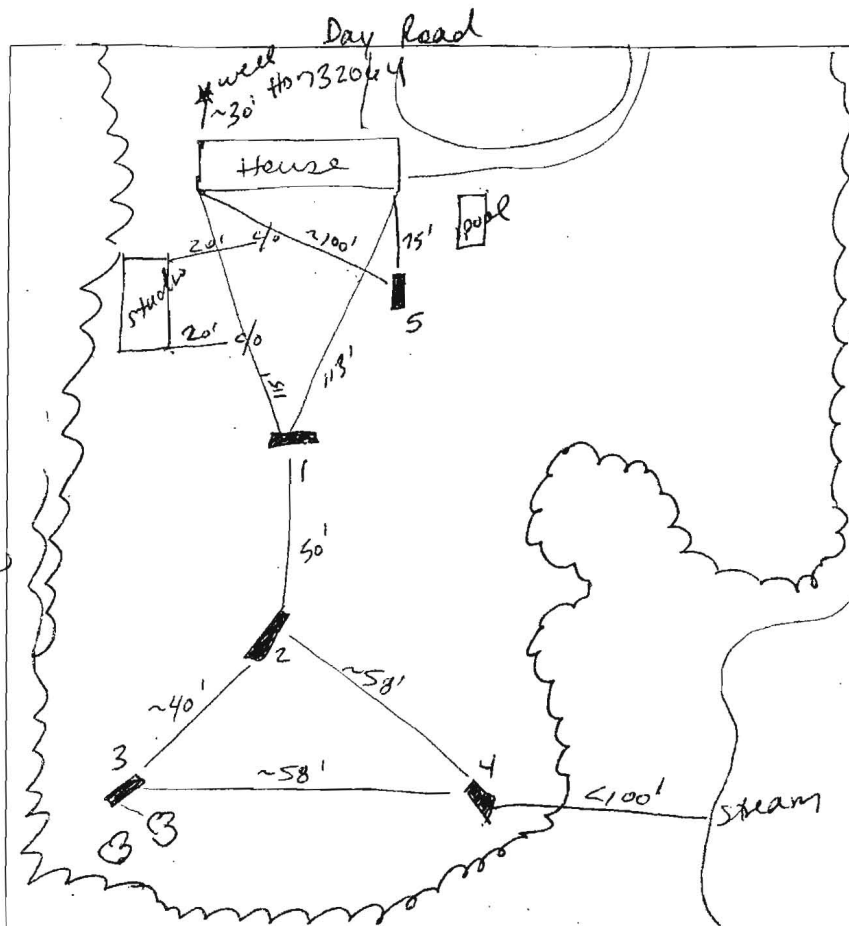 Day Road
well
HO732044
~30'
House
pool
20' c/o
~100'
75'
studio
20' c/o
5
151'
113'
1
50'
2
~40'
~58'
3
4
~58'
<100'
stream